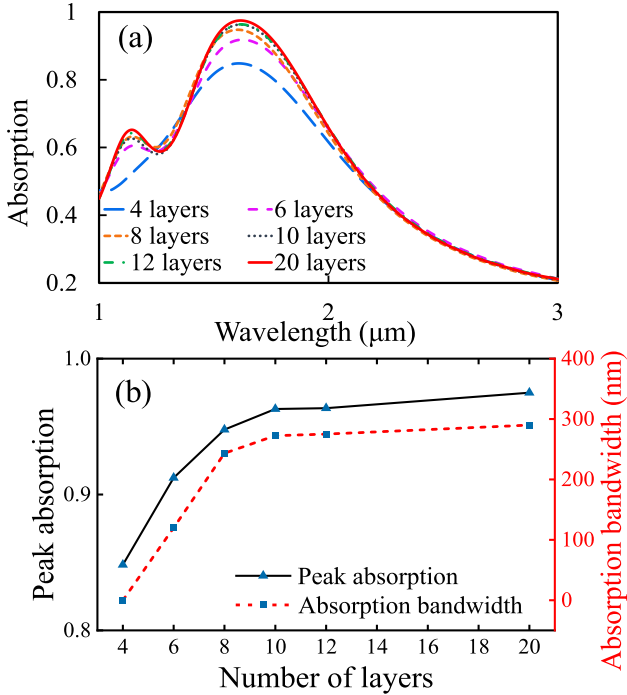 (a)
1
0.8
0.6
0.4
0.2
Absorption
4 layers
6 layers
8 layers
10 layers
12 layers
20 layers
1
2
3
Wavelength (μm)
(b)
1.0
0.9
0.8
Peak absorption
400
300
200
100
0
Absorption bandwidth (nm)
Peak absorption
Absorption bandwidth
4 6 8 10 12 14 16 18 20
Number of layers